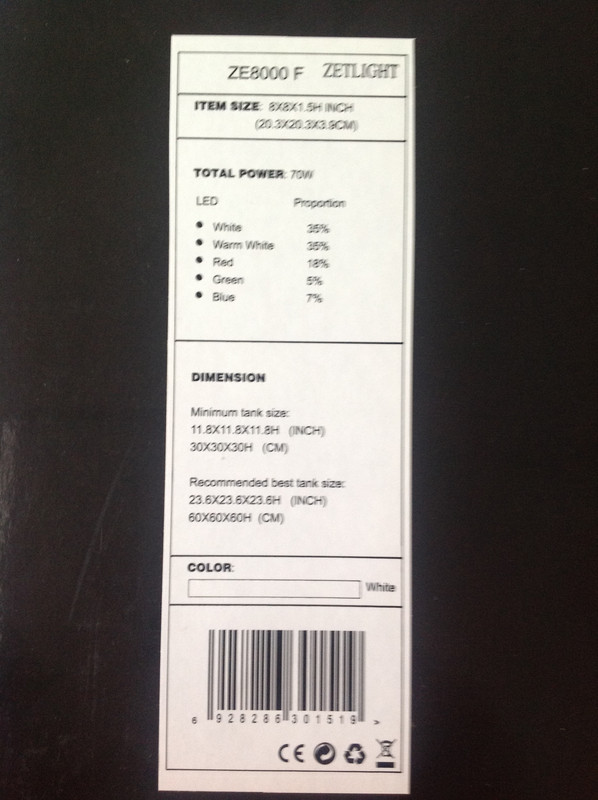 ZE8000 F ZETLIGHT
ITEM SIZE: 8X8X1.5H INCH
(20.3X20.3X3.9CM)
TOTAL POWER: 70W
LED Proportion
● White 35%
● Warm White 35%
● Red 18%
● Green 5%
● Blue 7%
DIMENSION
Minimum tank size:
11.8X11.8X11.8H (INCH)
30X30X30H (CM)
Recommended best tank size:
23.6X23.6X23.6H (INCH)
60X60X60H (CM)
COLOR:
White
6 928286 301519 >
CE